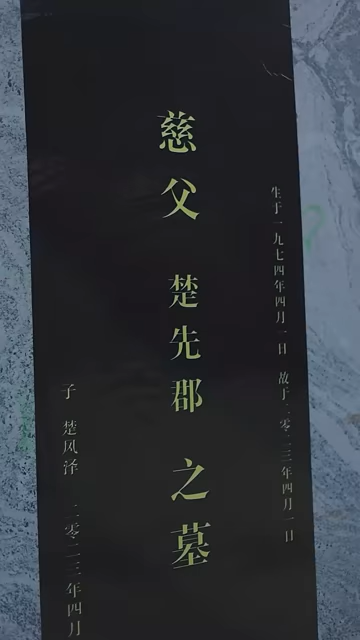 生于一九七四年四月一日 故于二零二三年四月一日
慈父 楚先郡 之墓
子 楚风泽 二零二三年四月